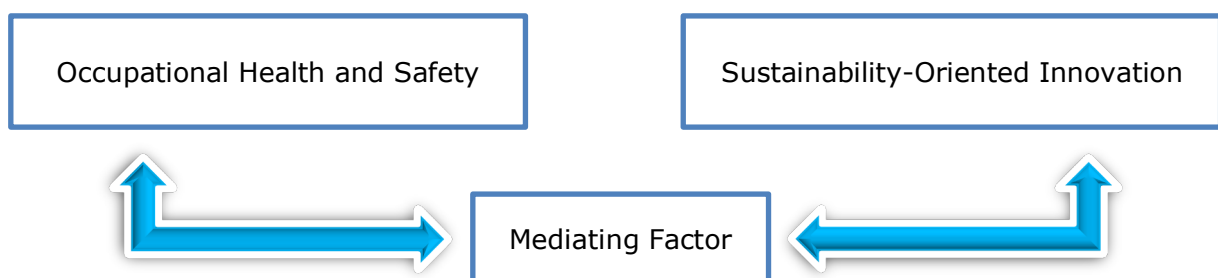 Occupational Health and Safety
Sustainability-Oriented Innovation
Mediating Factor